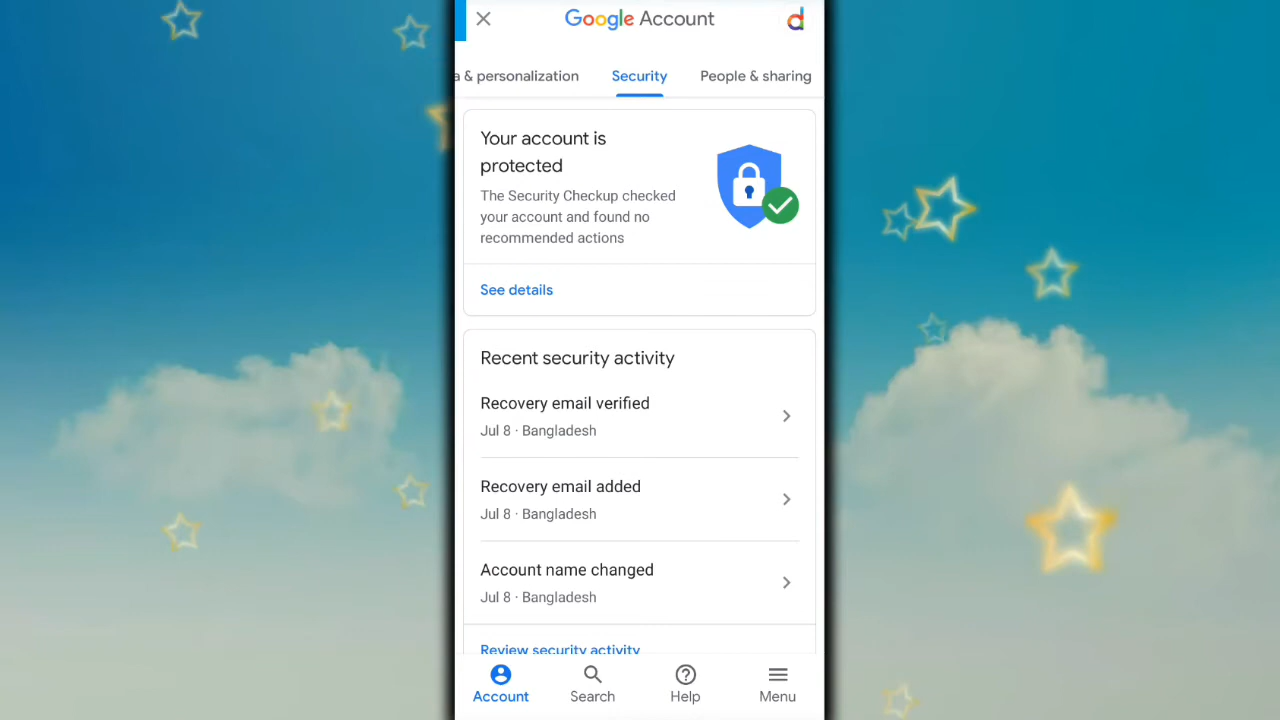 Google Account
a & personalization Security People & sharing
Your account is
protected
The Security Checkup checked
your account and found no
recommended actions
See details
Recent security activity
Recovery email verified
Jul 8 · Bangladesh
Recovery email added
Jul 8 · Bangladesh
Account name changed
Jul 8 · Bangladesh
Review security activity
Account Search Help Menu